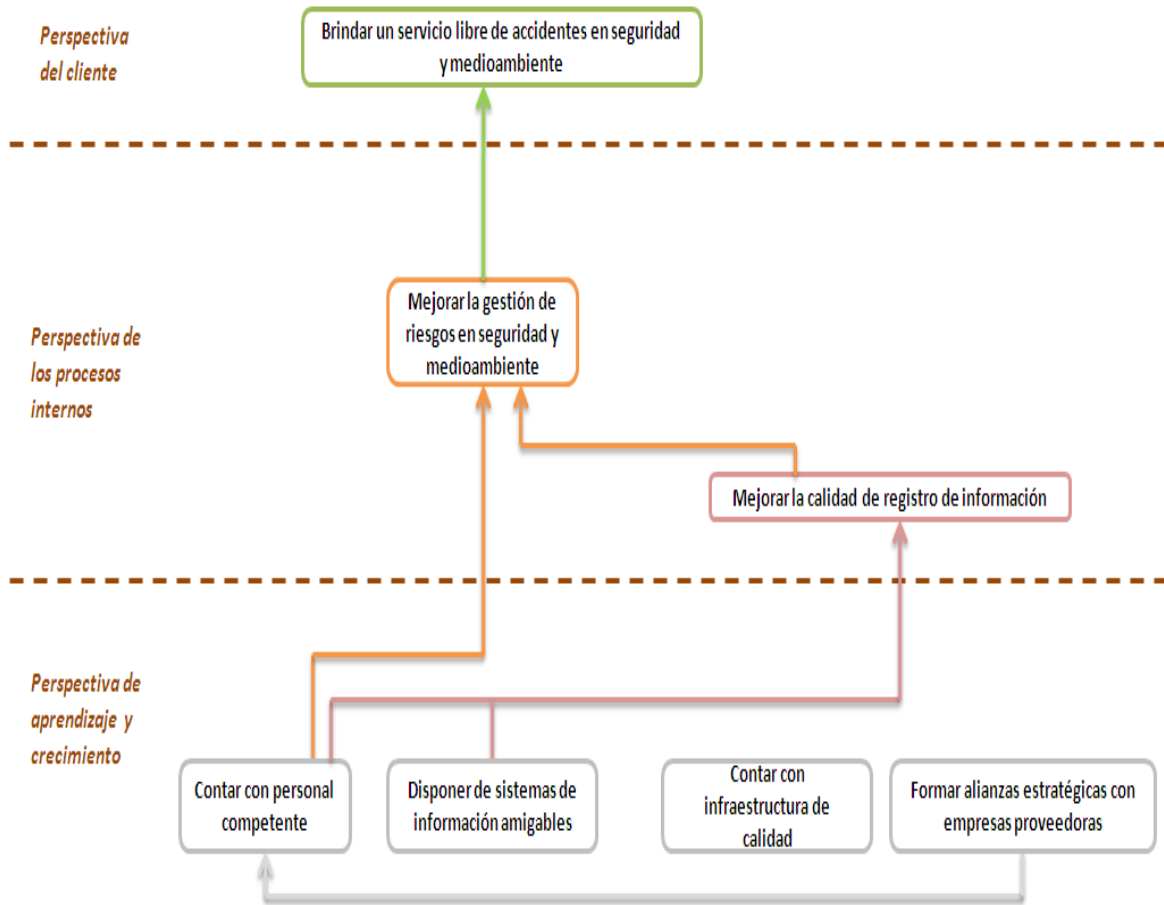 Perspectiva
del cliente
Brindar un servicio libre de accidentes en seguridad
y medioambiente
Perspectiva de
los procesos
internos
Mejorar la gestión de
riesgos en seguridad y
medioambiente
Mejorar la calidad de registro de información
Perspectiva de
aprendizaje y
crecimiento
Contar con personal
competente
Disponer de sistemas de
información amigables
Contar con
infraestructura de
calidad
Formar alianzas estratégicas con
empresas proveedoras